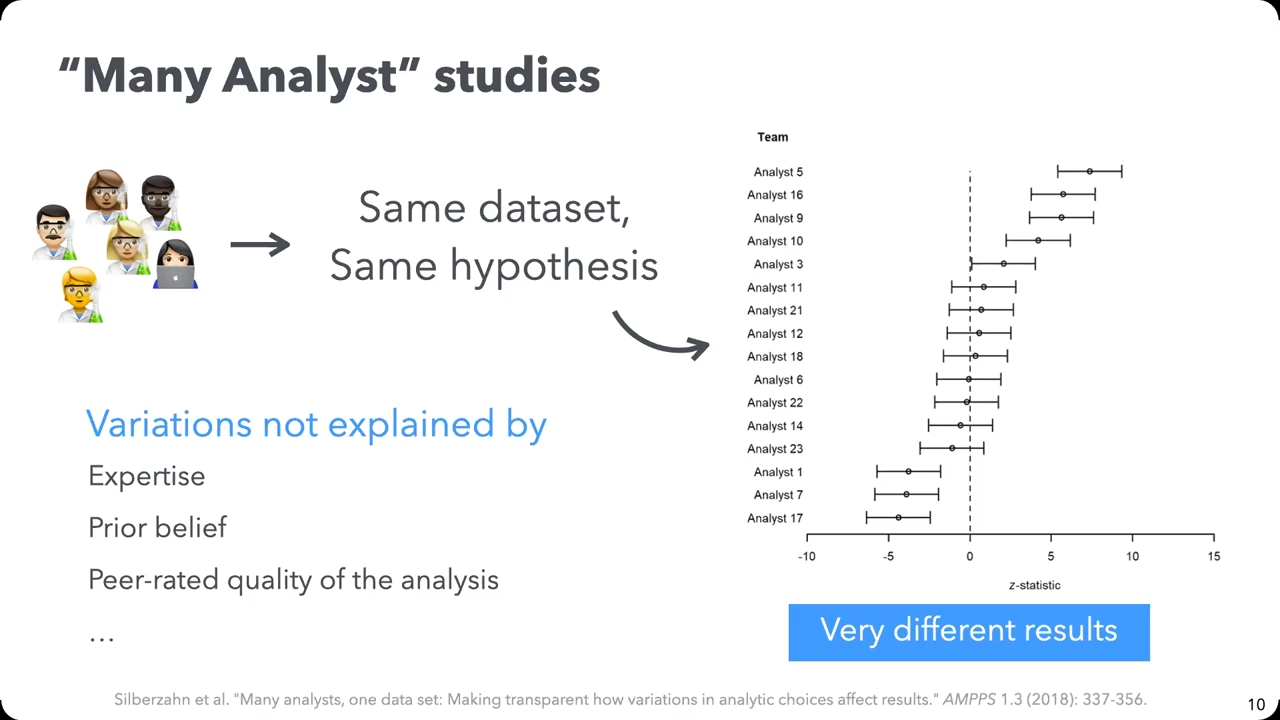 “Many Analyst” studies
Same dataset,
Same hypothesis
Variations not explained by
Expertise
Prior belief
Peer-rated quality of the analysis
...
Team
Analyst 5
Analyst 16
Analyst 9
Analyst 10
Analyst 3
Analyst 11
Analyst 21
Analyst 12
Analyst 18
Analyst 6
Analyst 22
Analyst 14
Analyst 23
Analyst 1
Analyst 7
Analyst 17
-10 -5 0 5 10 15
z-statistic
Very different results
Silberzahn et al. "Many analysts, one data set: Making transparent how variations in analytic choices affect results." AMPPS 1.3 (2018): 337-356.
10